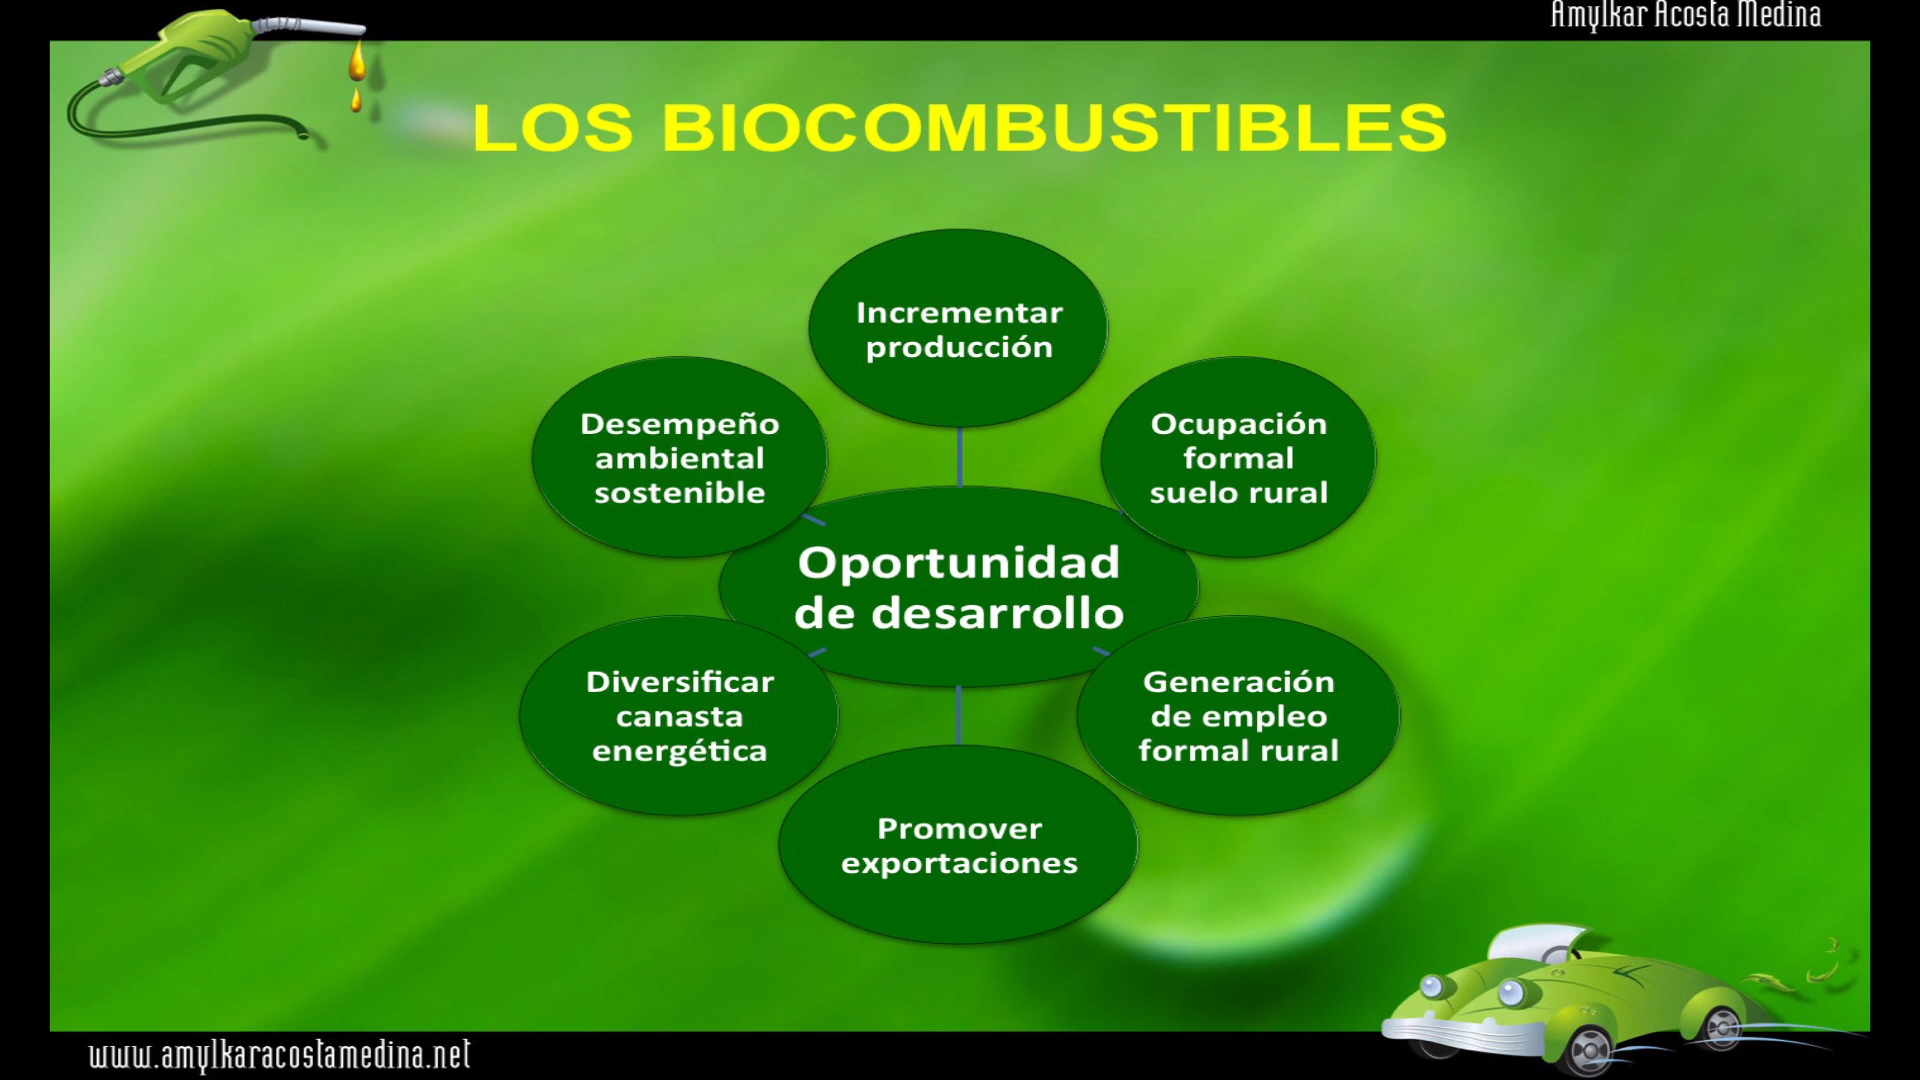 Amylkar Acosta Medina
LOS BIOCOMBUSTIBLES
Incrementar
producción
Desempeño
ambiental
sostenible
Ocupación
formal
suelo rural
Oportunidad
de desarrollo
Diversificar
canasta
energética
Generación
de empleo
formal rural
Promover
exportaciones
www.amylkaracostamedina.net